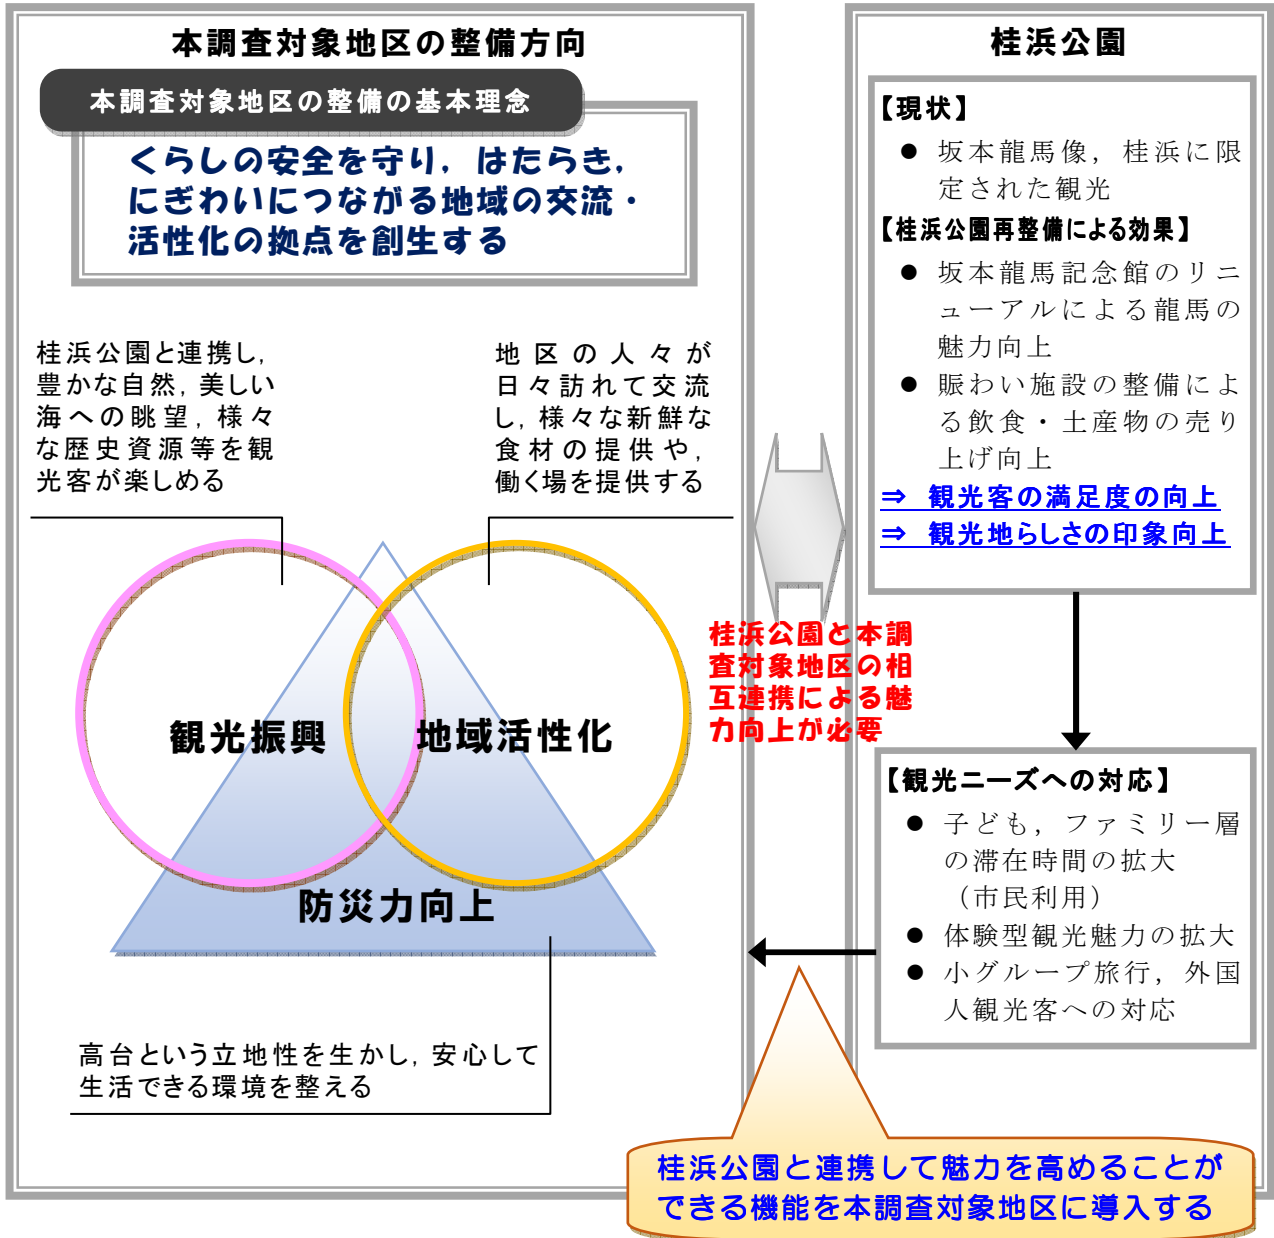 本調査対象地区の整備方向
本調査対象地区の整備の基本理念
くらしの安全を守り，はたらき，
にぎわいにつながる地域の交流・
活性化の拠点を創生する
桂浜公園と連携し，
豊かな自然，美しい
海への眺望，様々
な歴史資源等を観
光客が楽しめる
地区の人々が
日々訪れて交流
し，様々な新鮮な
食材の提供や，
働く場を提供する
観光振興
地域活性化
防災力向上
高台という立地性を生かし，安心して
生活できる環境を整える
桂浜公園と本調
査対象地区の相
互連携による魅
力向上が必要
桂浜公園
【現状】
● 坂本龍馬像，桂浜に限
定された観光
【桂浜公園再整備による効果】
● 坂本龍馬記念館のリニ
ューアルによる龍馬の
魅力向上
● 賑わい施設の整備によ
る飲食・土産物の売り
上げ向上
⇒ 観光客の満足度の向上
⇒ 観光地らしさの印象向上
【観光ニーズへの対応】
● 子ども，ファミリー層
の滞在時間の拡大
（市民利用）
● 体験型観光魅力の拡大
● 小グループ旅行，外国
人観光客への対応
桂浜公園と連携して魅力を高めることが
できる機能を本調査対象地区に導入する